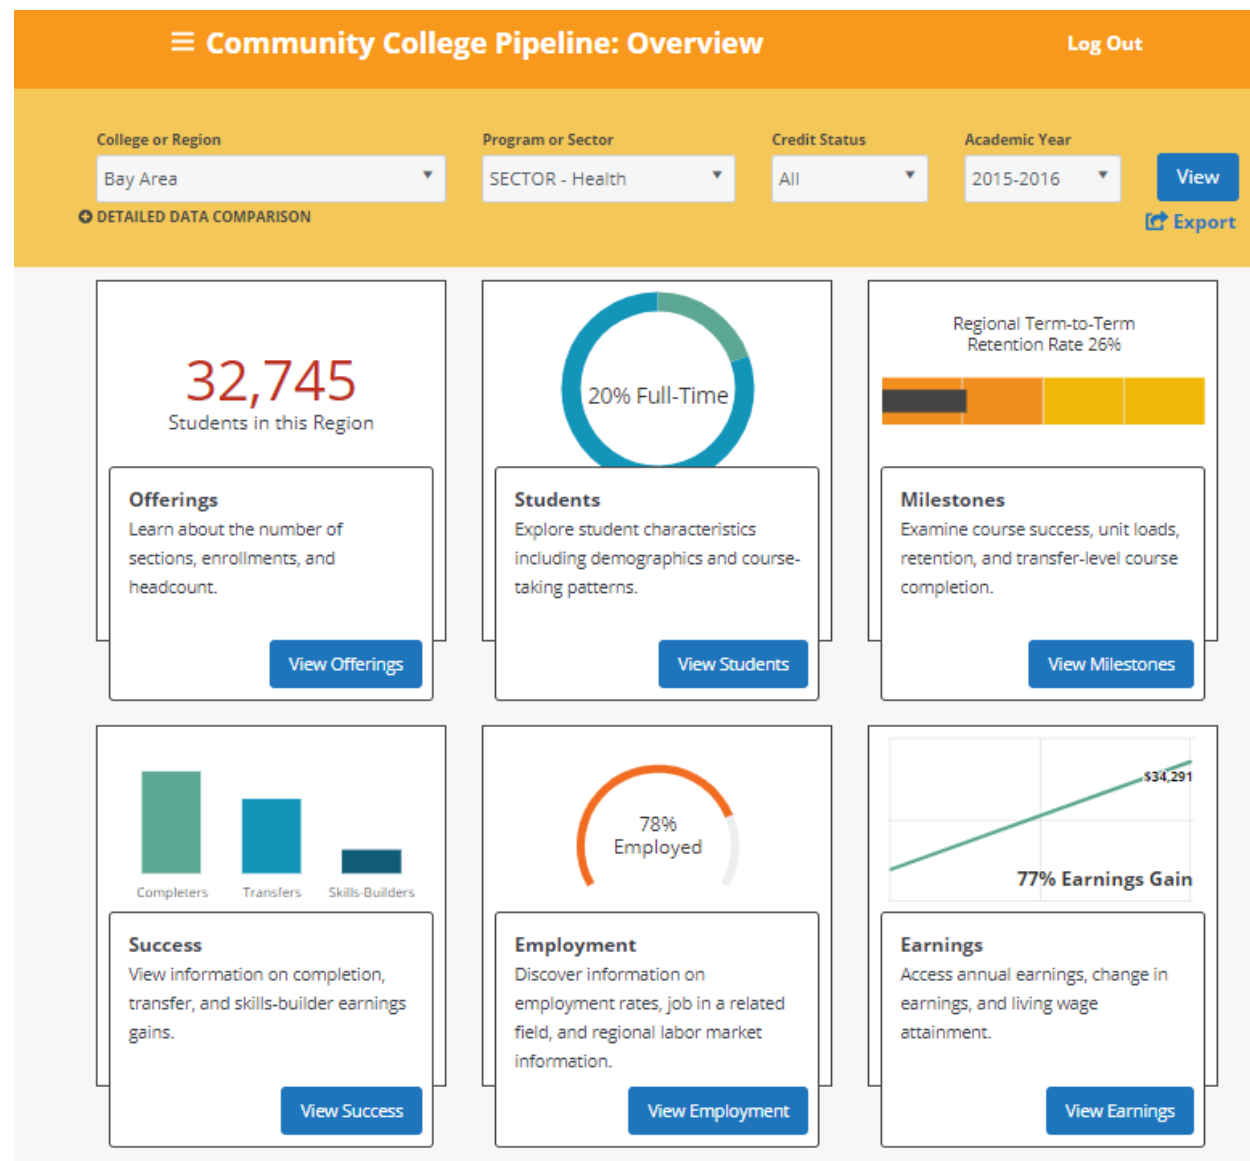 Community College Pipeline: Overview
Log Out
College or Region
Program or Sector
Credit Status
Academic Year
Bay Area
SECTOR - Health
All
2015-2016
View
DETAILED DATA COMPARISON
Export
32,745
Students in this Region
Offerings
Learn about the number of
sections, enrollments, and
headcount.
View Offerings
20% Full-Time
Students
Explore student characteristics
including demographics and course-
taking patterns.
View Students
Regional Term-to-Term
Retention Rate 26%
Milestones
Examine course success, unit loads,
retention, and transfer-level course
completion.
View Milestones
Completers
Transfers
Skills-Builders
Success
View information on completion,
transfer, and skills-builder earnings
gains.
View Success
78%
Employed
Employment
Discover information on
employment rates, job in a related
field, and regional labor market
information.
View Employment
$34,291
77% Earnings Gain
Earnings
Access annual earnings, change in
earnings, and living wage
attainment.
View Earnings